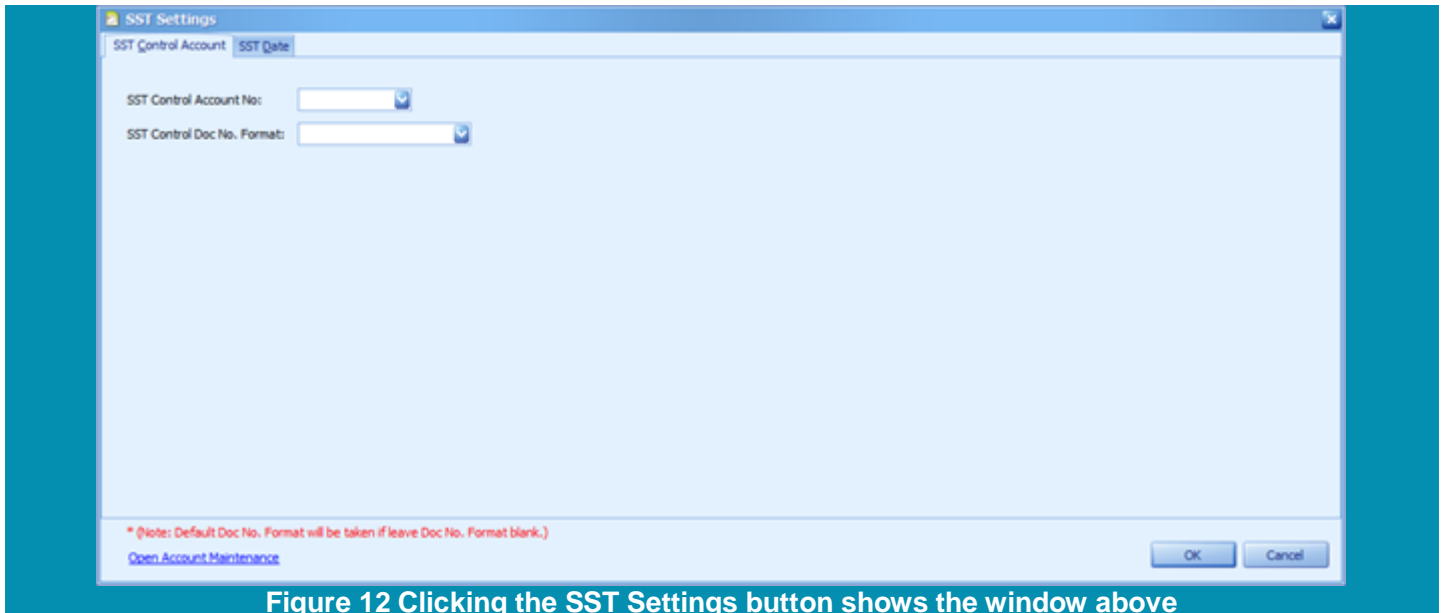 SST Settings
SST Control Account SST Date
SST Control Account No:
SST Control Doc No. Format:
* (Note: Default Doc No. Format will be taken if leave Doc No. Format blank.)
Open Account Maintenance OK Cancel
Figure 12 Clicking the SST Settings button shows the window above